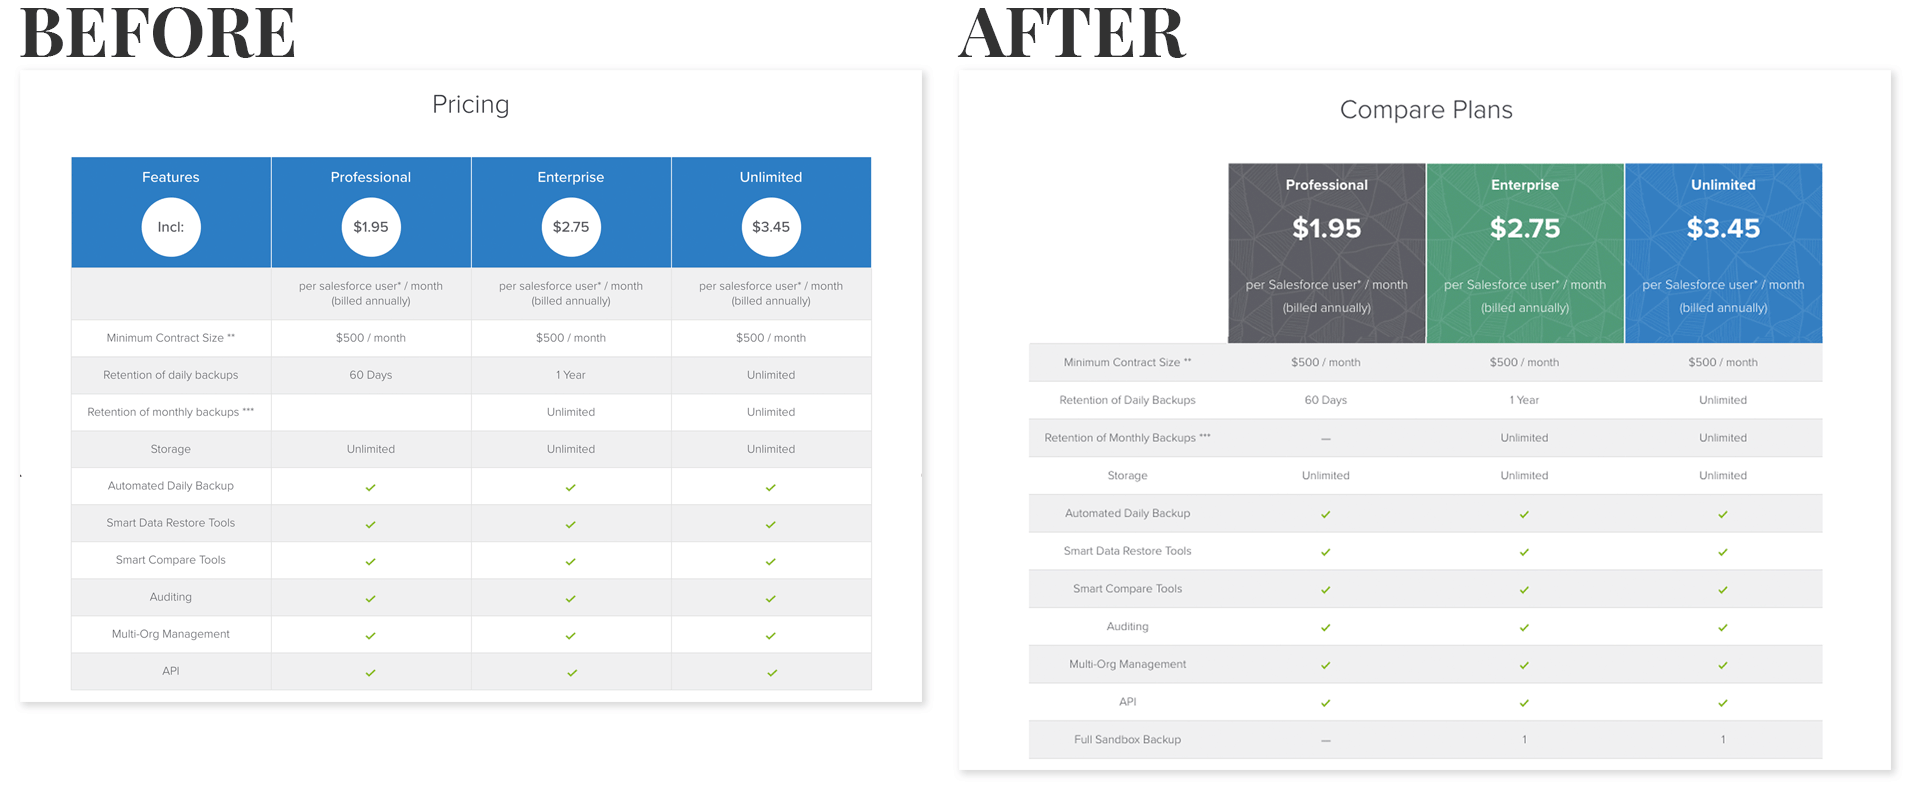 BEFORE
Pricing
Features Professional Enterprise Unlimited
Incl: $1.95 $2.75 $3.45
per salesforce user* / month per salesforce user* / month per salesforce user* / month
(billed annually) (billed annually) (billed annually)
Minimum Contract Size ** $500 / month $500 / month $500 / month
Retention of daily backups 60 Days 1 Year Unlimited
Retention of monthly backups *** Unlimited Unlimited
Storage Unlimited Unlimited Unlimited
Automated Daily Backup ✓ ✓ ✓
Smart Data Restore Tools ✓ ✓ ✓
Smart Compare Tools ✓ ✓ ✓
Auditing ✓ ✓ ✓
Multi-Org Management ✓ ✓ ✓
API ✓ ✓ ✓
AFTER
Compare Plans
Professional Enterprise Unlimited
$1.95 $2.75 $3.45
per Salesforce user* / month per Salesforce user* / month per Salesforce user* / month
(billed annually) (billed annually) (billed annually)
Minimum Contract Size ** $500 / month $500 / month $500 / month
Retention of Daily Backups 60 Days 1 Year Unlimited
Retention of Monthly Backups *** — Unlimited Unlimited
Storage Unlimited Unlimited Unlimited
Automated Daily Backup ✓ ✓ ✓
Smart Data Restore Tools ✓ ✓ ✓
Smart Compare Tools ✓ ✓ ✓
Auditing ✓ ✓ ✓
Multi-Org Management ✓ ✓ ✓
API ✓ ✓ ✓
Full Sandbox Backup — 1 1